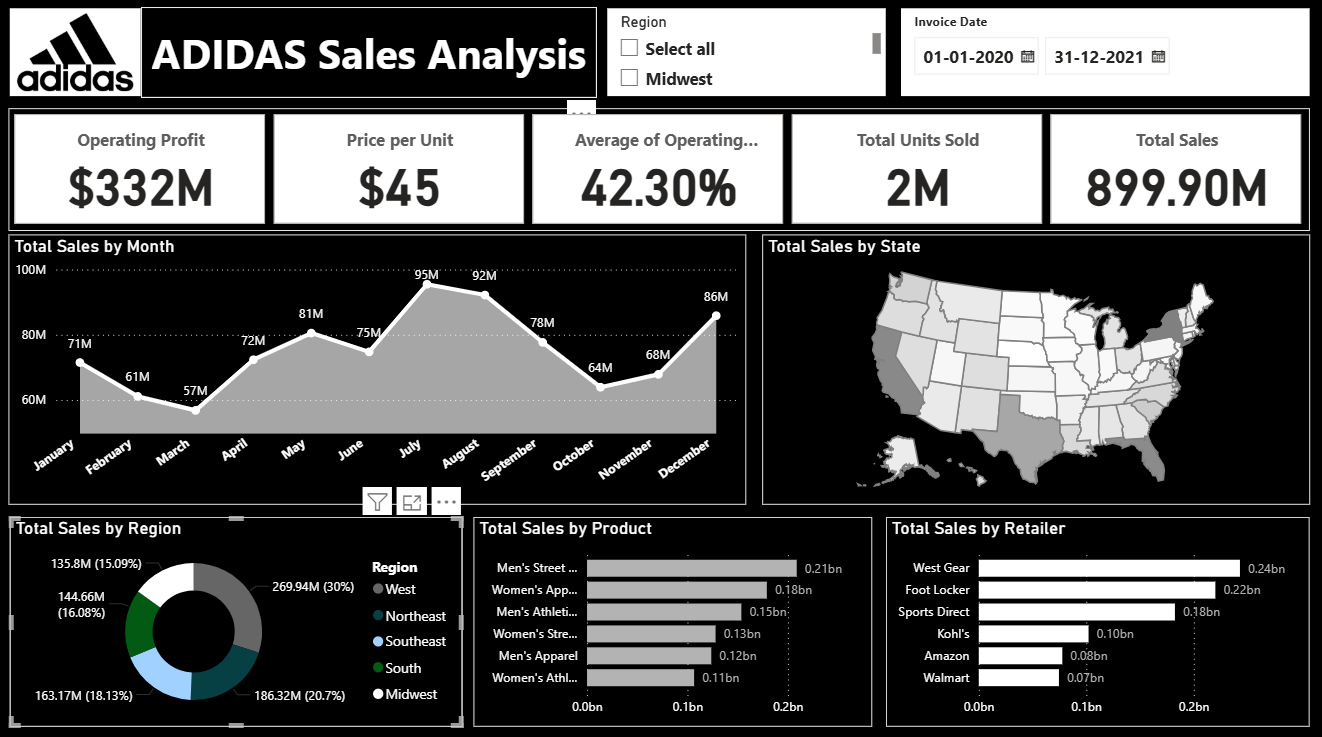 adidas
ADIDAS Sales Analysis
Region
Select all
Midwest
Invoice Date
01-01-2020
31-12-2021
Operating Profit
$332M
Price per Unit
$45
Average of Operating...
42.30%
Total Units Sold
2M
Total Sales
899.90M
Total Sales by Month
100M
80M
60M
71M
61M
57M
72M
81M
75M
95M
92M
78M
64M
68M
86M
January
February
March
April
May
June
July
August
September
October
November
December
Total Sales by State
Total Sales by Region
135.8M (15.09%)
144.66M
(16.08%)
163.17M (18.13%)
269.94M (30%)
186.32M (20.7%)
Region
West
Northeast
Southeast
South
Midwest
Total Sales by Product
Men's Street ... 0.21bn
Women's App... 0.18bn
Men's Athleti... 0.15bn
Women's Stre... 0.13bn
Men's Apparel 0.12bn
Women's Athl... 0.11bn
0.0bn 0.1bn 0.2bn
Total Sales by Retailer
West Gear 0.24bn
Foot Locker 0.22bn
Sports Direct 0.18bn
Kohl's 0.10bn
Amazon 0.08bn
Walmart 0.07bn
0.0bn 0.1bn 0.2bn